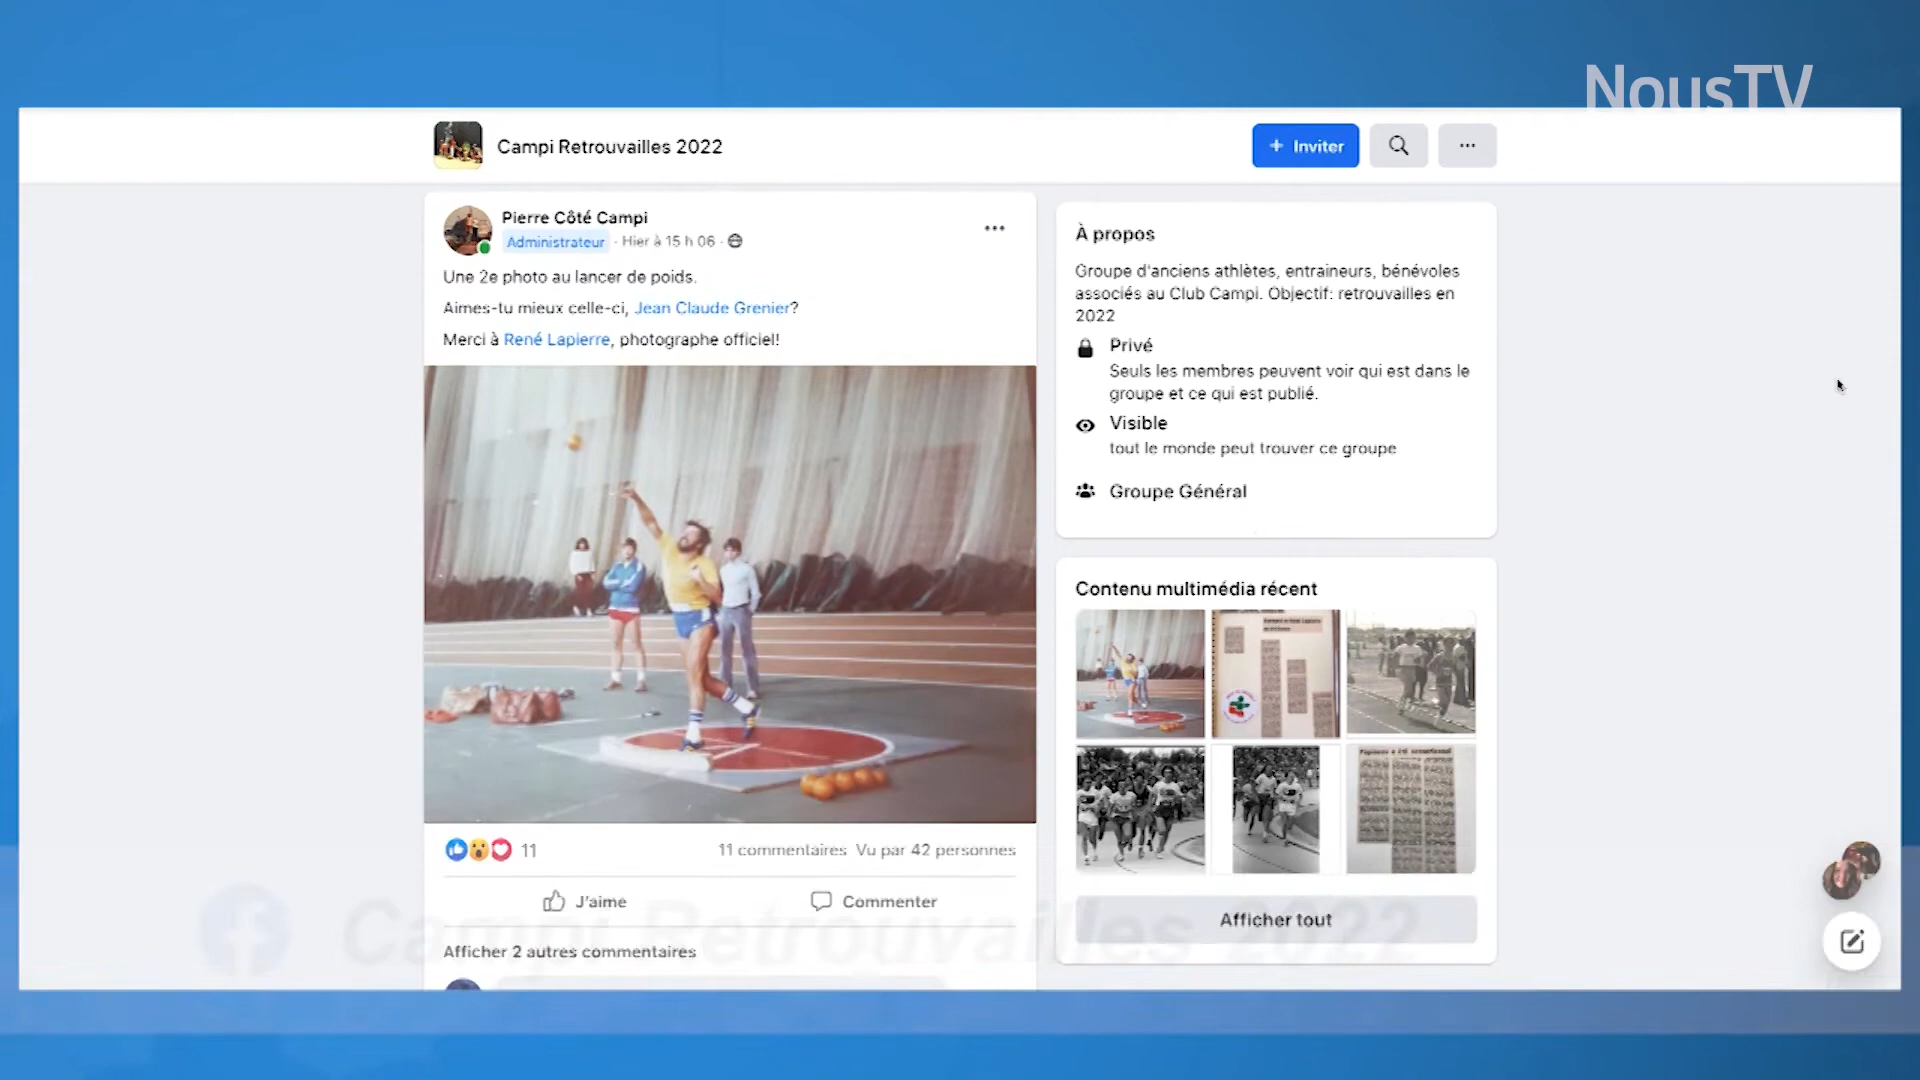 NousTV
Campi Retrouvailles 2022
+ Inviter
Pierre Côté Campi
Administrateur · Hier à 15 h 06 ·
Une 2e photo au lancer de poids.
Aimes-tu mieux celle-ci, Jean Claude Grenier?
Merci à René Lapierre, photographe officiel!
11
11 commentaires Vu par 42 personnes
J'aime
Commenter
Afficher 2 autres commentaires
À propos
Groupe d'anciens athlètes, entraineurs, bénévoles
associés au Club Campi. Objectif: retrouvailles en
2022
Privé
Seuls les membres peuvent voir qui est dans le
groupe et ce qui est publié.
Visible
tout le monde peut trouver ce groupe
Groupe Général
Contenu multimédia récent
Afficher tout
Campi Retrouvailles 2022